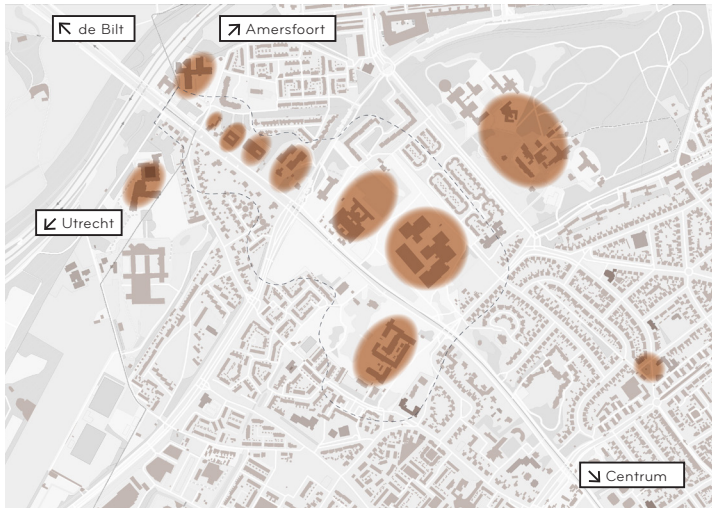 ↖ de Bilt
↗ Amersfoort
↙ Utrecht
↘ Centrum